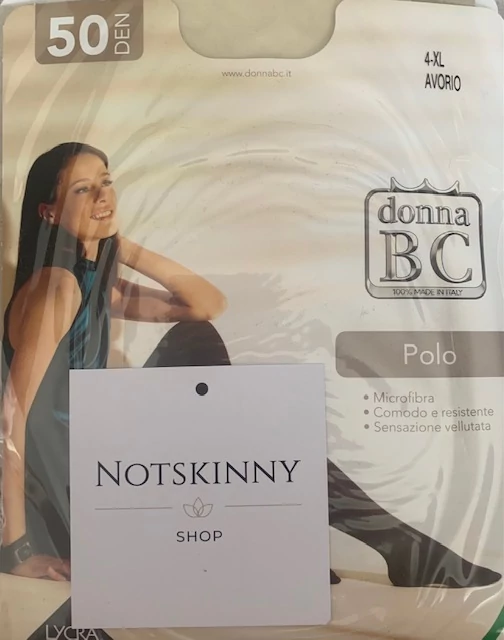 50 DEN
www.donnabc.it
4-XL
AVORIO
donna
BC
100% MADE IN ITALY
Polo
• Microfibra
• Comodo e resistente
• Sensazione vellutata
NOTSKINNY
SHOP
LYCRA